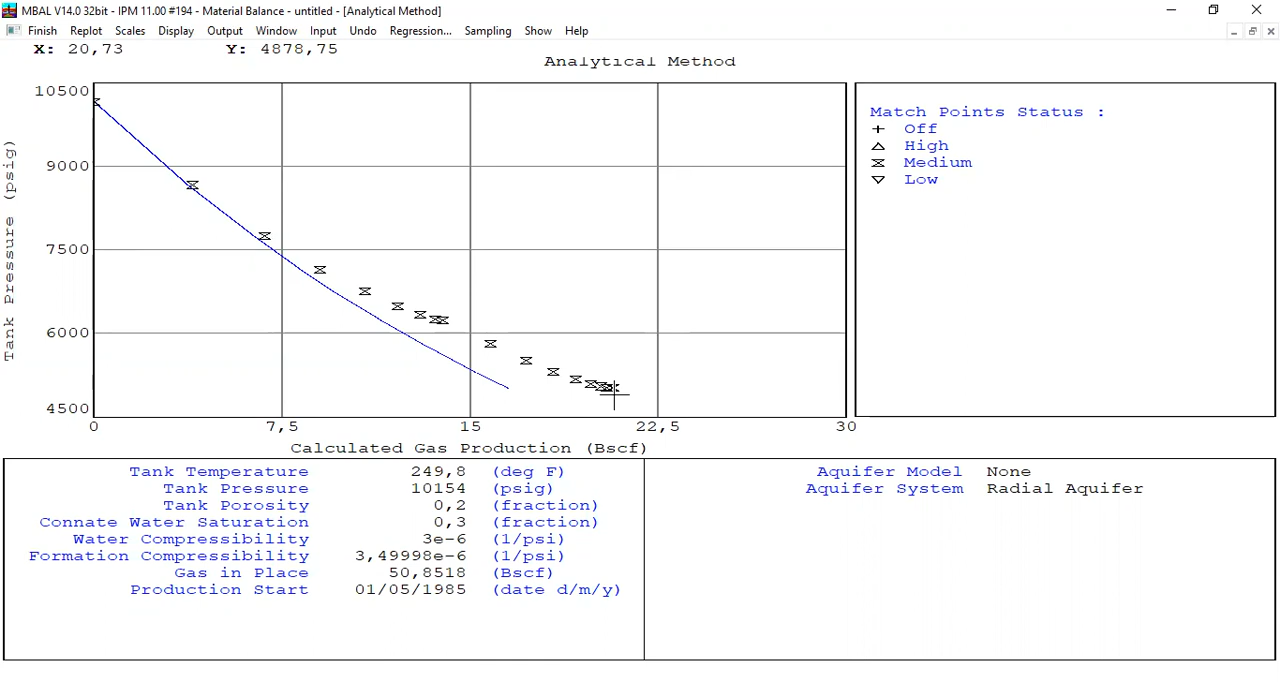 MBAL V14.0 32bit - IPM 11.00 #194 - Material Balance - untitled - [Analytical Method]
Finish Replot Scales Display Output Window Input Undo Regression... Sampling Show Help
X: 20,73 Y: 4878,75
Analytical Method
10500
9000
7500
6000
4500
Tank Pressure (psig)
0 7,5 15 22,5 30
Calculated Gas Production (Bscf)
Match Points Status :
Off
High
Medium
Low
Tank Temperature 249,8 (deg F)
Tank Pressure 10154 (psig)
Tank Porosity 0,2 (fraction)
Connate Water Saturation 0,3 (fraction)
Water Compressibility 3e-6 (1/psi)
Formation Compressibility 3,49998e-6 (1/psi)
Gas in Place 50,8518 (Bscf)
Production Start 01/05/1985 (date d/m/y)
Aquifer Model None
Aquifer System Radial Aquifer